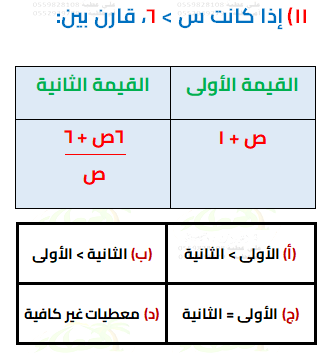 ١١) إذا كانت س > ٦، قارن بين:
القيمة الأولى
القيمة الثانية
ص + ١
٦ص + ٦
ص
(أ) الأولى > الثانية
(ب) الثانية > الأولى
(ج) الأولى = الثانية
(د) معطيات غير كافية